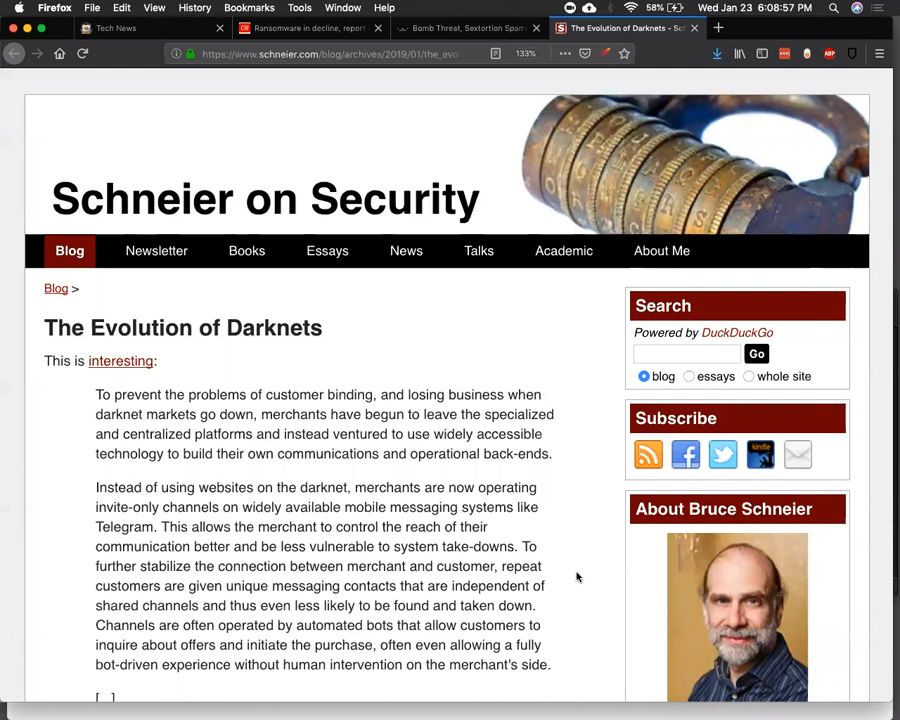 Firefox File Edit View History Bookmarks Tools Window Help 58% Wed Jan 23 6:08:57 PM
Tech News
Ransomware in decline, report
Bomb Threat, Sextortion Spam
The Evolution of Darknets - Sch
https://www.schneier.com/blog/archives/2019/01/the_evo 133%
ABP
Schneier on Security
Blog Newsletter Books Essays News Talks Academic About Me
Blog >
The Evolution of Darknets
This is interesting:
To prevent the problems of customer binding, and losing business when
darknet markets go down, merchants have begun to leave the specialized
and centralized platforms and instead ventured to use widely accessible
technology to build their own communications and operational back-ends.
Instead of using websites on the darknet, merchants are now operating
invite-only channels on widely available mobile messaging systems like
Telegram. This allows the merchant to control the reach of their
communication better and be less vulnerable to system take-downs. To
further stabilize the connection between merchant and customer, repeat
customers are given unique messaging contacts that are independent of
shared channels and thus even less likely to be found and taken down.
Channels are often operated by automated bots that allow customers to
inquire about offers and initiate the purchase, often even allowing a fully
bot-driven experience without human intervention on the merchant's side.
[...]
Search
Powered by DuckDuckGo
Go
blog essays whole site
Subscribe
kindle
About Bruce Schneier